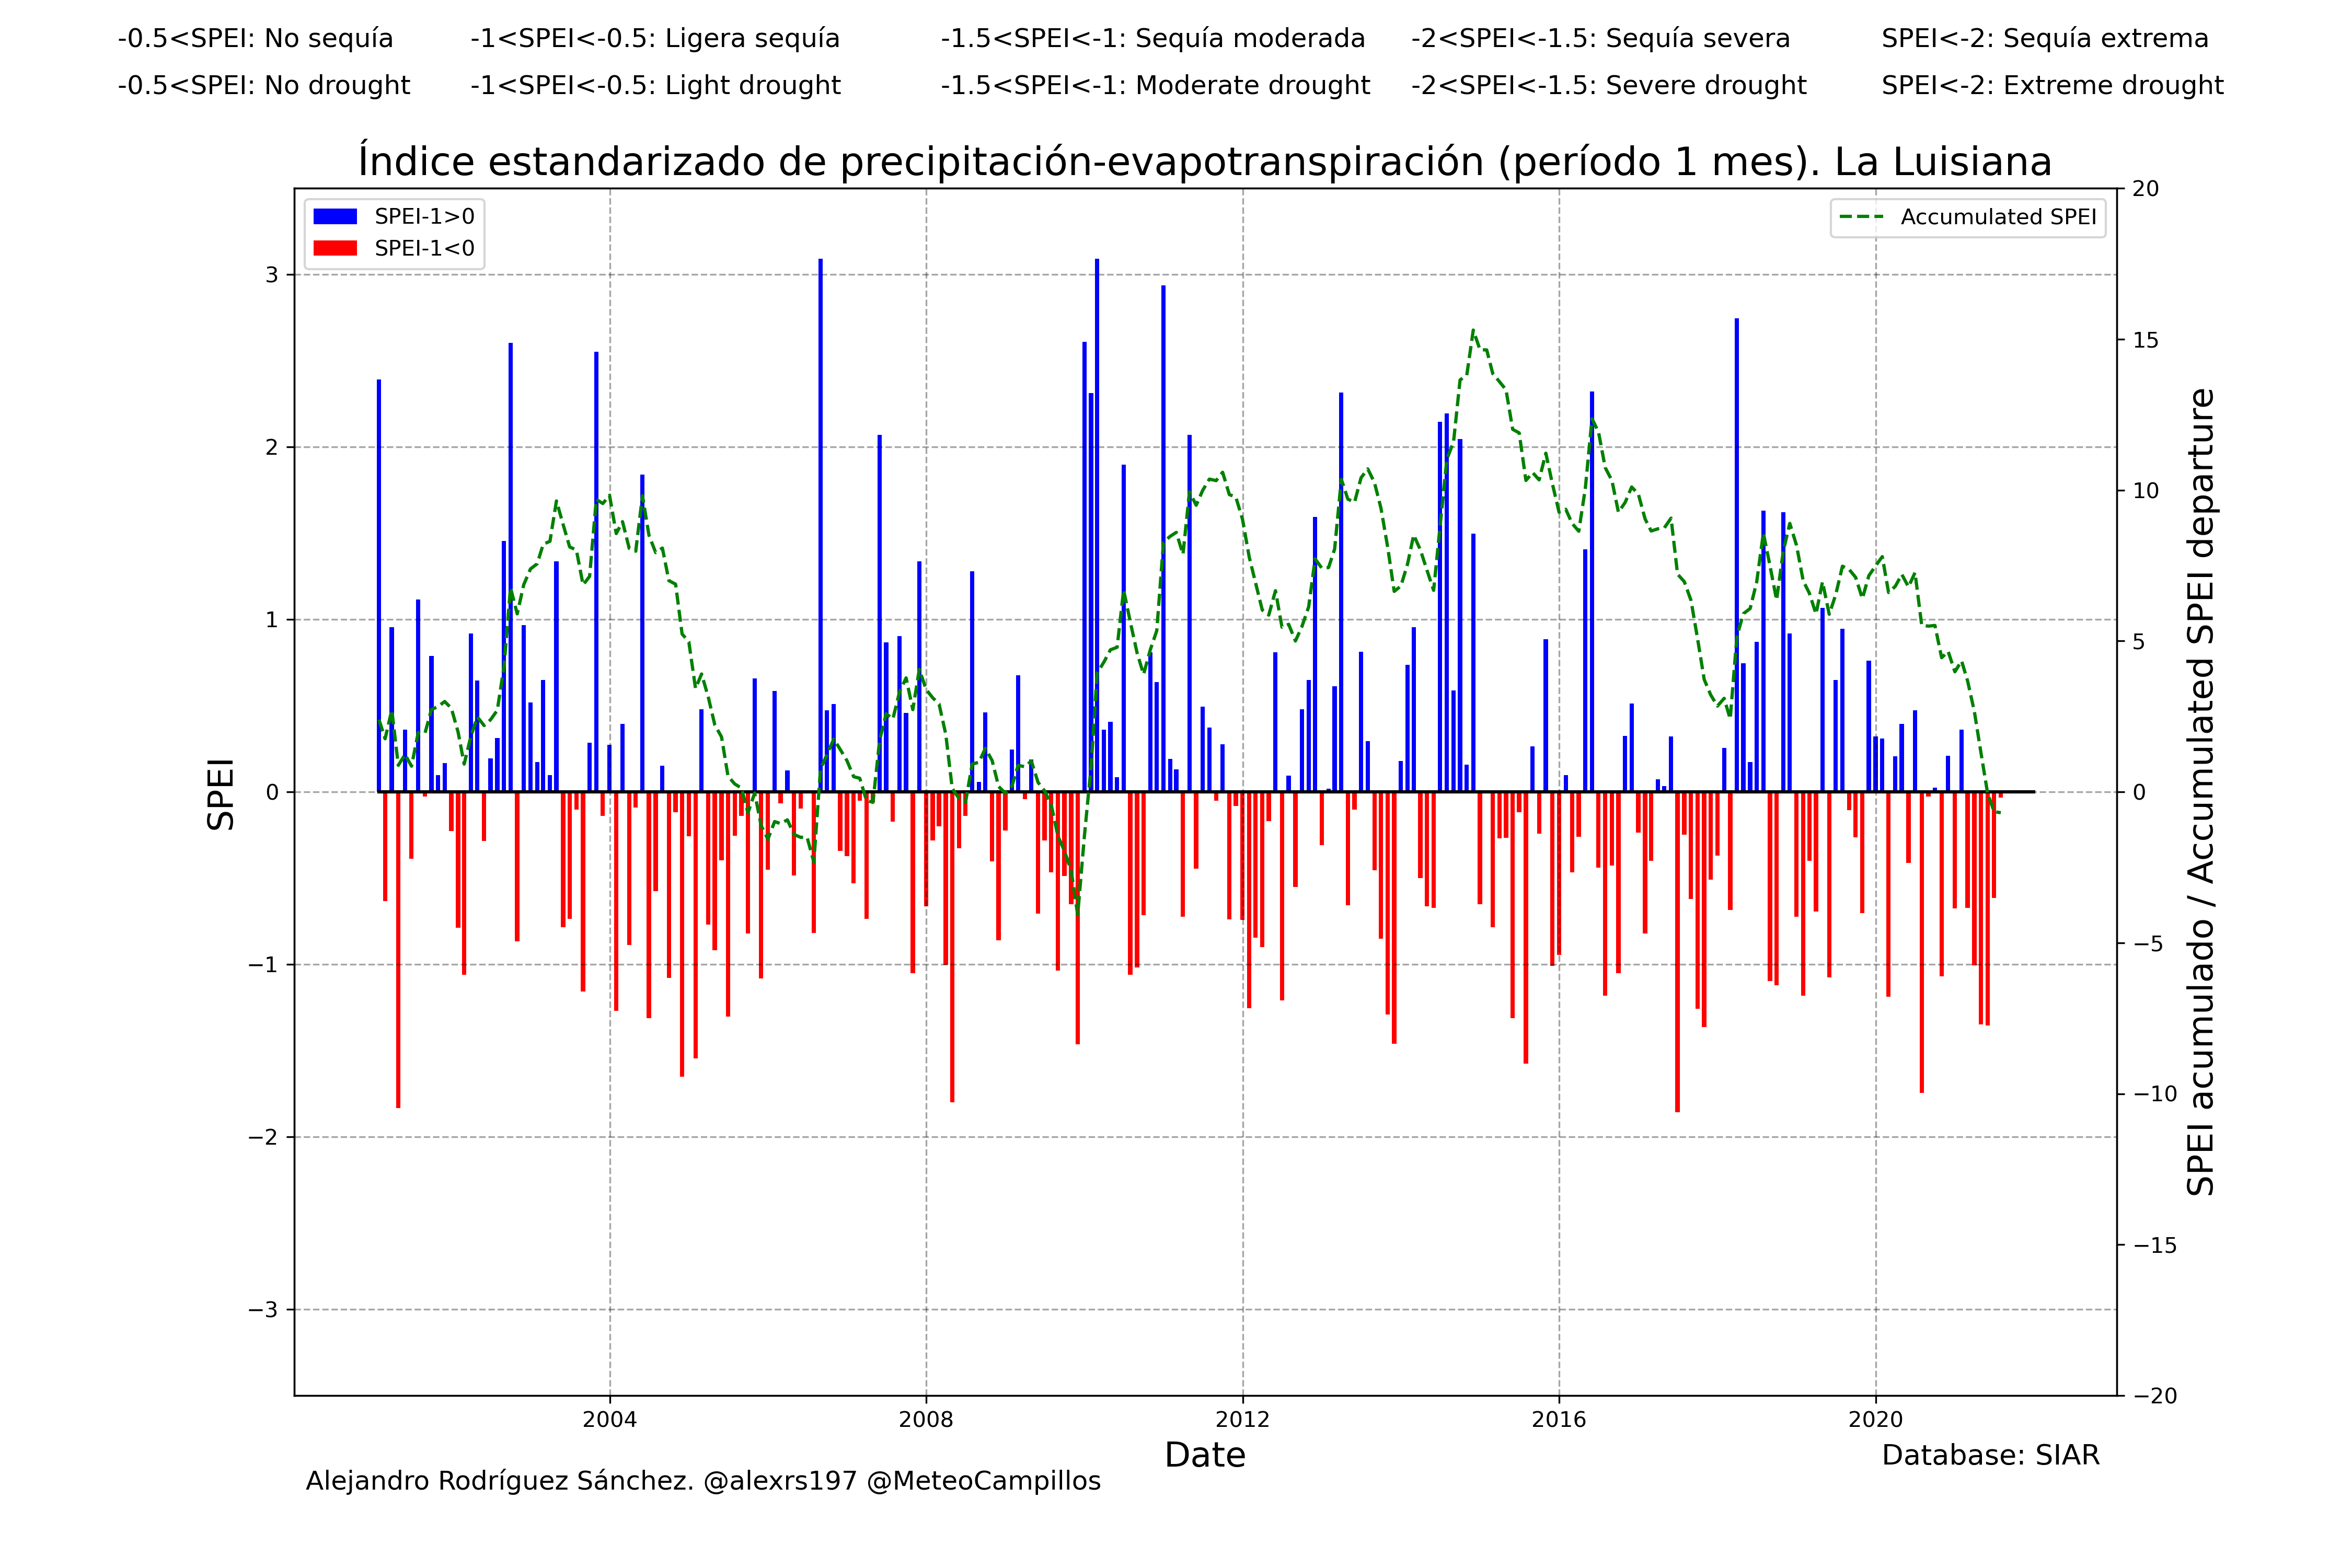 -0.5<SPEI: No sequía -1<SPEI<-0.5: Ligera sequía -1.5<SPEI<-1: Sequía moderada -2<SPEI<-1.5: Sequía severa SPEI<-2: Sequía extrema
-0.5<SPEI: No drought -1<SPEI<-0.5: Light drought -1.5<SPEI<-1: Moderate drought -2<SPEI<-1.5: Severe drought SPEI<-2: Extreme drought
Índice estandarizado de precipitación-evapotranspiración (período 1 mes). La Luisiana
SPEI-1>0
SPEI-1<0
Accumulated SPEI
SPEI
3
2
1
0
−1
−2
−3
20
15
10
5
0
−5
−10
−15
−20
SPEI acumulado / Accumulated SPEI departure
2004 2008 2012 2016 2020
Date
Database: SIAR
Alejandro Rodríguez Sánchez. @alexrs197 @MeteoCampillos